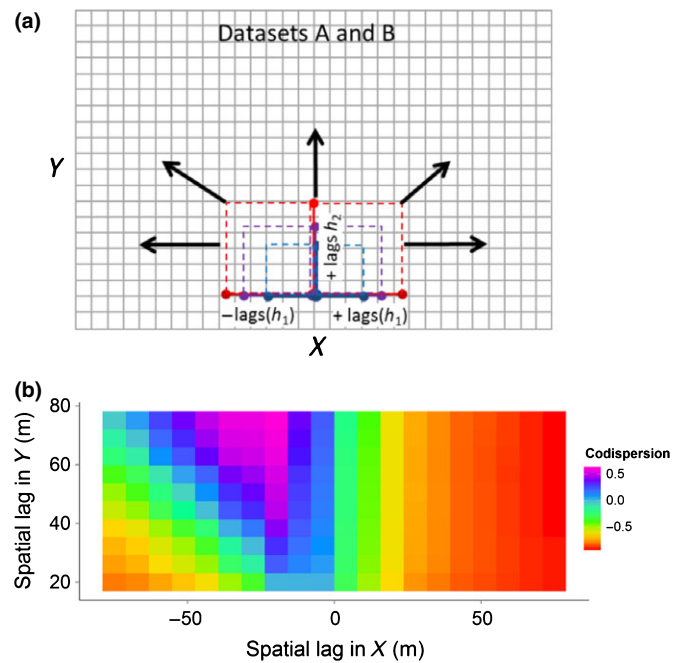 (a)
Datasets A and B
Y
+ lags h2
−lags(h1)
+ lags(h1)
X
(b)
80
60
40
20
Spatial lag in Y (m)
Codispersion
0.5
0.0
−0.5
−50
0
50
Spatial lag in X (m)